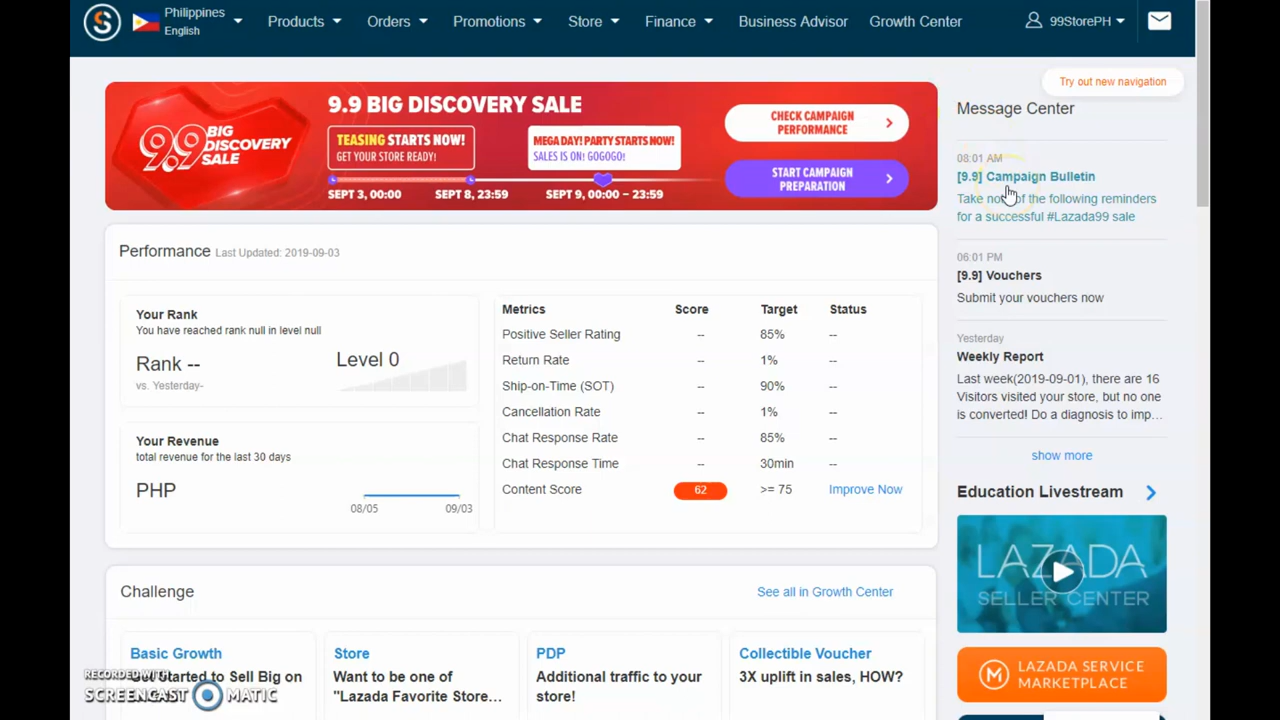 S
Philippines
English
Products
Orders
Promotions
Store
Finance
Business Advisor
Growth Center
99StorePH
9.9 BIG DISCOVERY SALE
9.9 BIG
DISCOVERY
SALE
TEASING STARTS NOW!
GET YOUR STORE READY!
MEGA DAY! PARTY STARTS NOW!
SALES IS ON! GOGOGO!
SEPT 3, 00:00
SEPT 8, 23:59
SEPT 9, 00:00 – 23:59
CHECK CAMPAIGN
PERFORMANCE
START CAMPAIGN
PREPARATION
Try out new navigation
Message Center
08:01 AM
[9.9] Campaign Bulletin
Take not of the following reminders
for a successful #Lazada99 sale
06:01 PM
[9.9] Vouchers
Submit your vouchers now
Yesterday
Weekly Report
Last week(2019-09-01), there are 16
Visitors visited your store, but no one
is converted! Do a diagnosis to imp...
show more
Education Livestream
LAZADA
SELLER CENTER
LAZADA SERVICE
MARKETPLACE
Performance Last Updated: 2019-09-03
Your Rank
You have reached rank null in level null
Rank --
Level 0
vs. Yesterday-
Your Revenue
total revenue for the last 30 days
PHP
08/05
09/03
Metrics Score Target Status
Positive Seller Rating -- 85% --
Return Rate -- 1% --
Ship-on-Time (SOT) -- 90% --
Cancellation Rate -- 1% --
Chat Response Rate -- 85% --
Chat Response Time -- 30min --
Content Score 62 >= 75 Improve Now
Challenge
See all in Growth Center
Basic Growth
Get Started to Sell Big on
Store
Want to be one of
"Lazada Favorite Store...
PDP
Additional traffic to your
store!
Collectible Voucher
3X uplift in sales, HOW?
RECORDED WITH
SCREENCAST MATIC